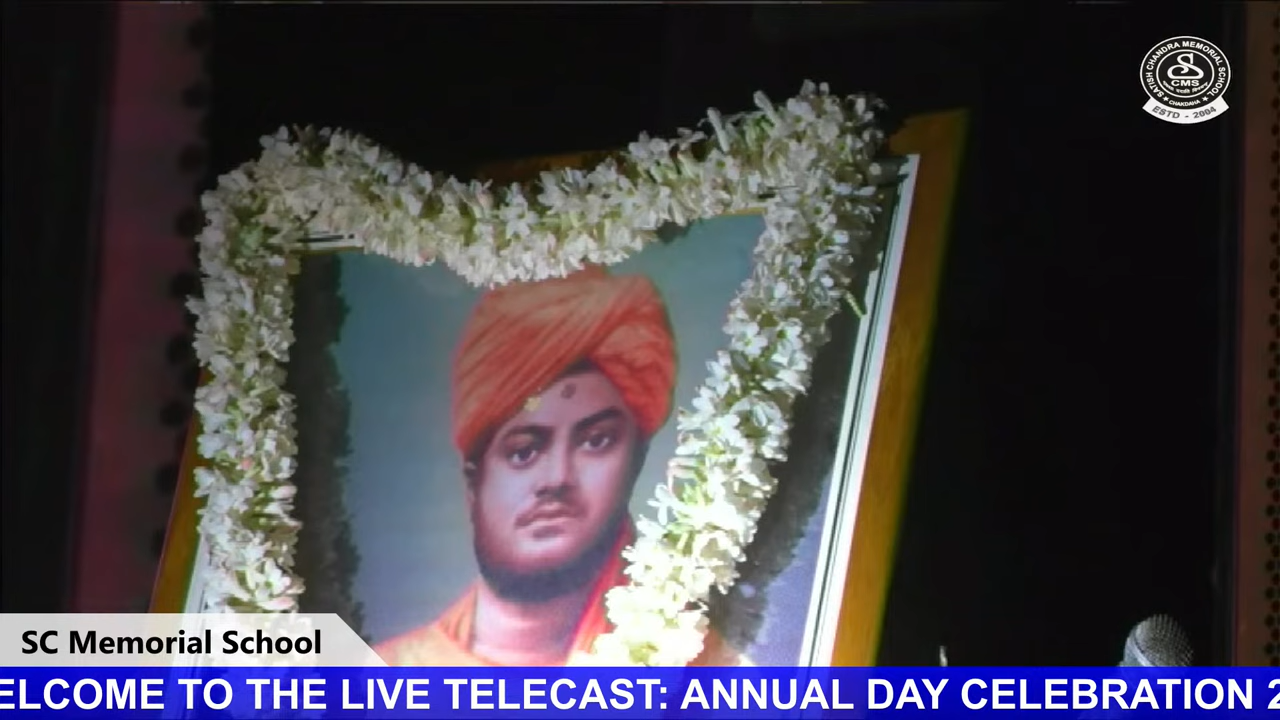 SATISH CHANDRA MEMORIAL SCHOOL
S
CMS
★ CHAKDAHA ★
ESTD - 2004
SC Memorial School
ELCOME TO THE LIVE TELECAST: ANNUAL DAY CELEBRATION 2